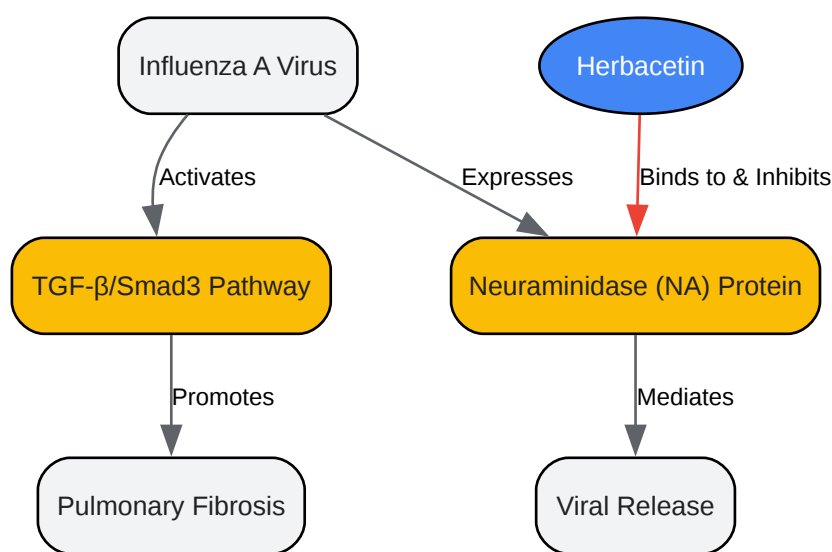 Influenza A Virus
Herbacetin
Activates
Expresses
Binds to & Inhibits
TGF-β/Smad3 Pathway
Neuraminidase (NA) Protein
Promotes
Mediates
Pulmonary Fibrosis
Viral Release